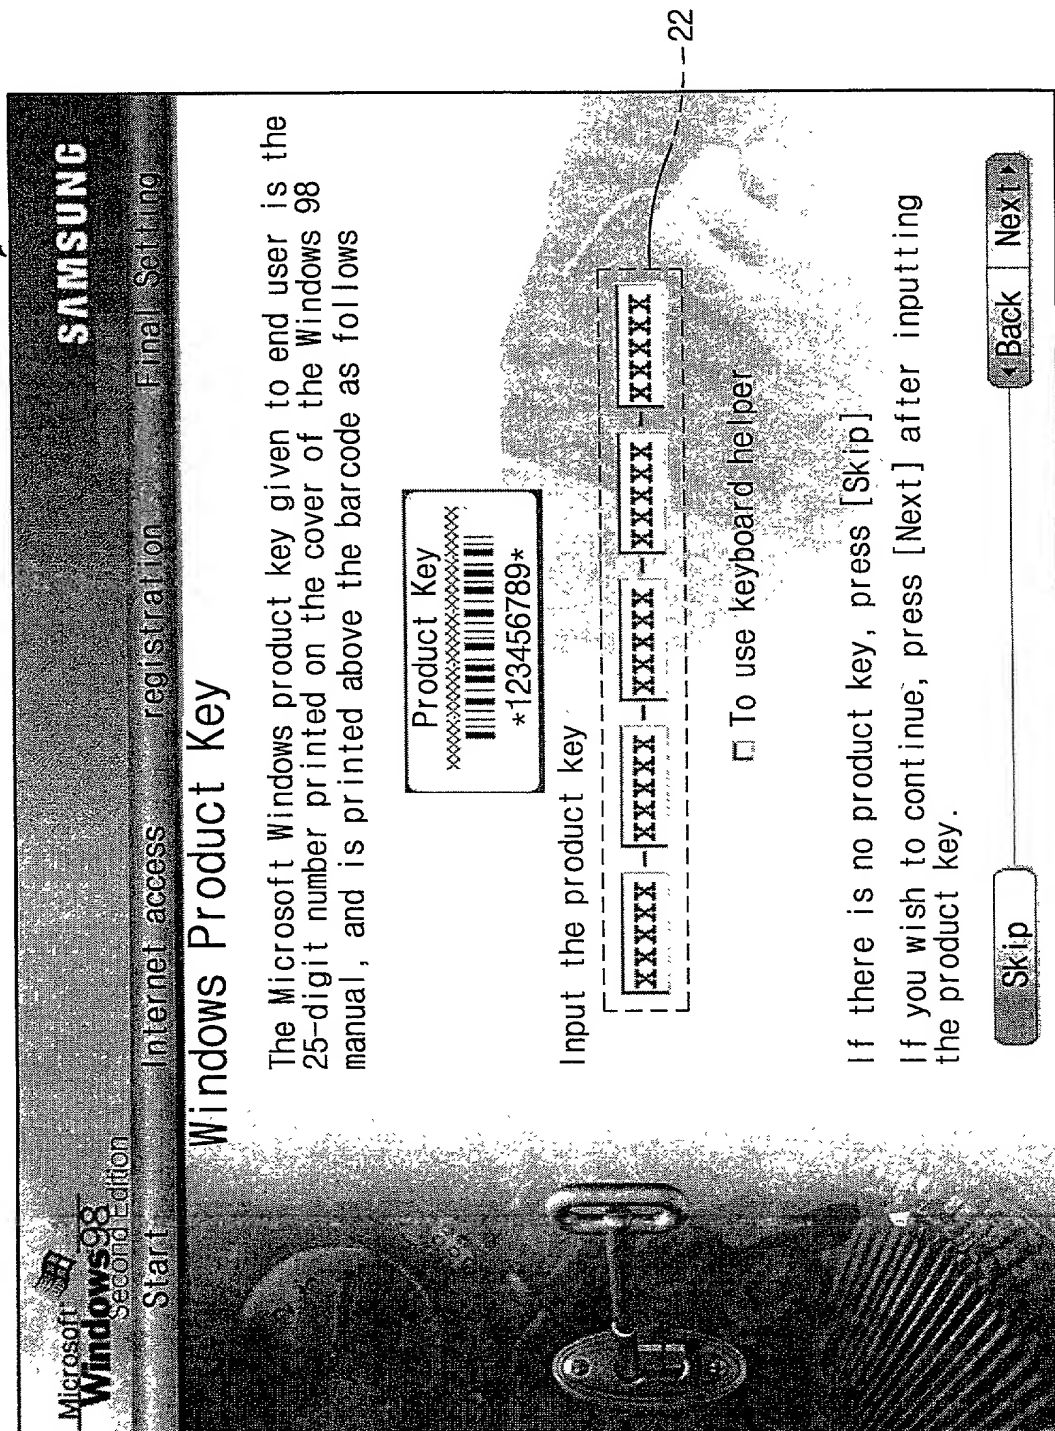 Microsoft
Windows98
Second Edition
SAMSUNG
Start Internet access registration Final Setting
Windows Product Key
The Microsoft Windows product key given to end user is the
25-digit number printed on the cover of the Windows 98
manual, and is printed above the barcode as follows
Product Key
XXXXXXXXXXXXXXXXXXXXXXXXX
*123456789*
Input the product key
XXXXX-XXXXX-XXXXX-XXXXX-XXXXX
22
To use keyboard helper
If there is no product key, press [Skip]
If you wish to continue, press [Next] after inputting
the product key.
Skip
Back Next